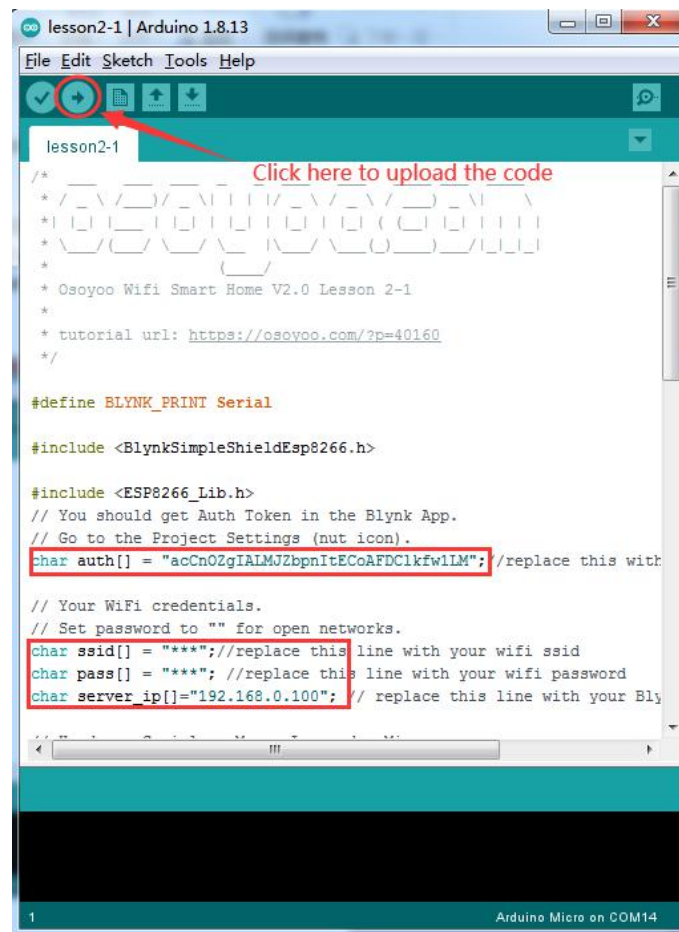 lesson2-1 | Arduino 1.8.13
File Edit Sketch Tools Help
lesson2-1
Click here to upload the code
/*
* Osoyoo Wifi Smart Home V2.0 Lesson 2-1
*
* tutorial url: https://osoyoo.com/?p=40160
*/
#define BLYNK_PRINT Serial
#include <BlynkSimpleShieldEsp8266.h>
#include <ESP8266_Lib.h>
// You should get Auth Token in the Blynk App.
// Go to the Project Settings (nut icon).
char auth[] = "acCnOZgIALMJZbpnItECoAFDClkfw1LM";//replace this with
// Your WiFi credentials.
// Set password to "" for open networks.
char ssid[] = "***";//replace this line with your wifi ssid
char pass[] = "***"; //replace this line with your wifi password
char server_ip[]="192.168.0.100"; // replace this line with your Bly
1
Arduino Micro on COM14